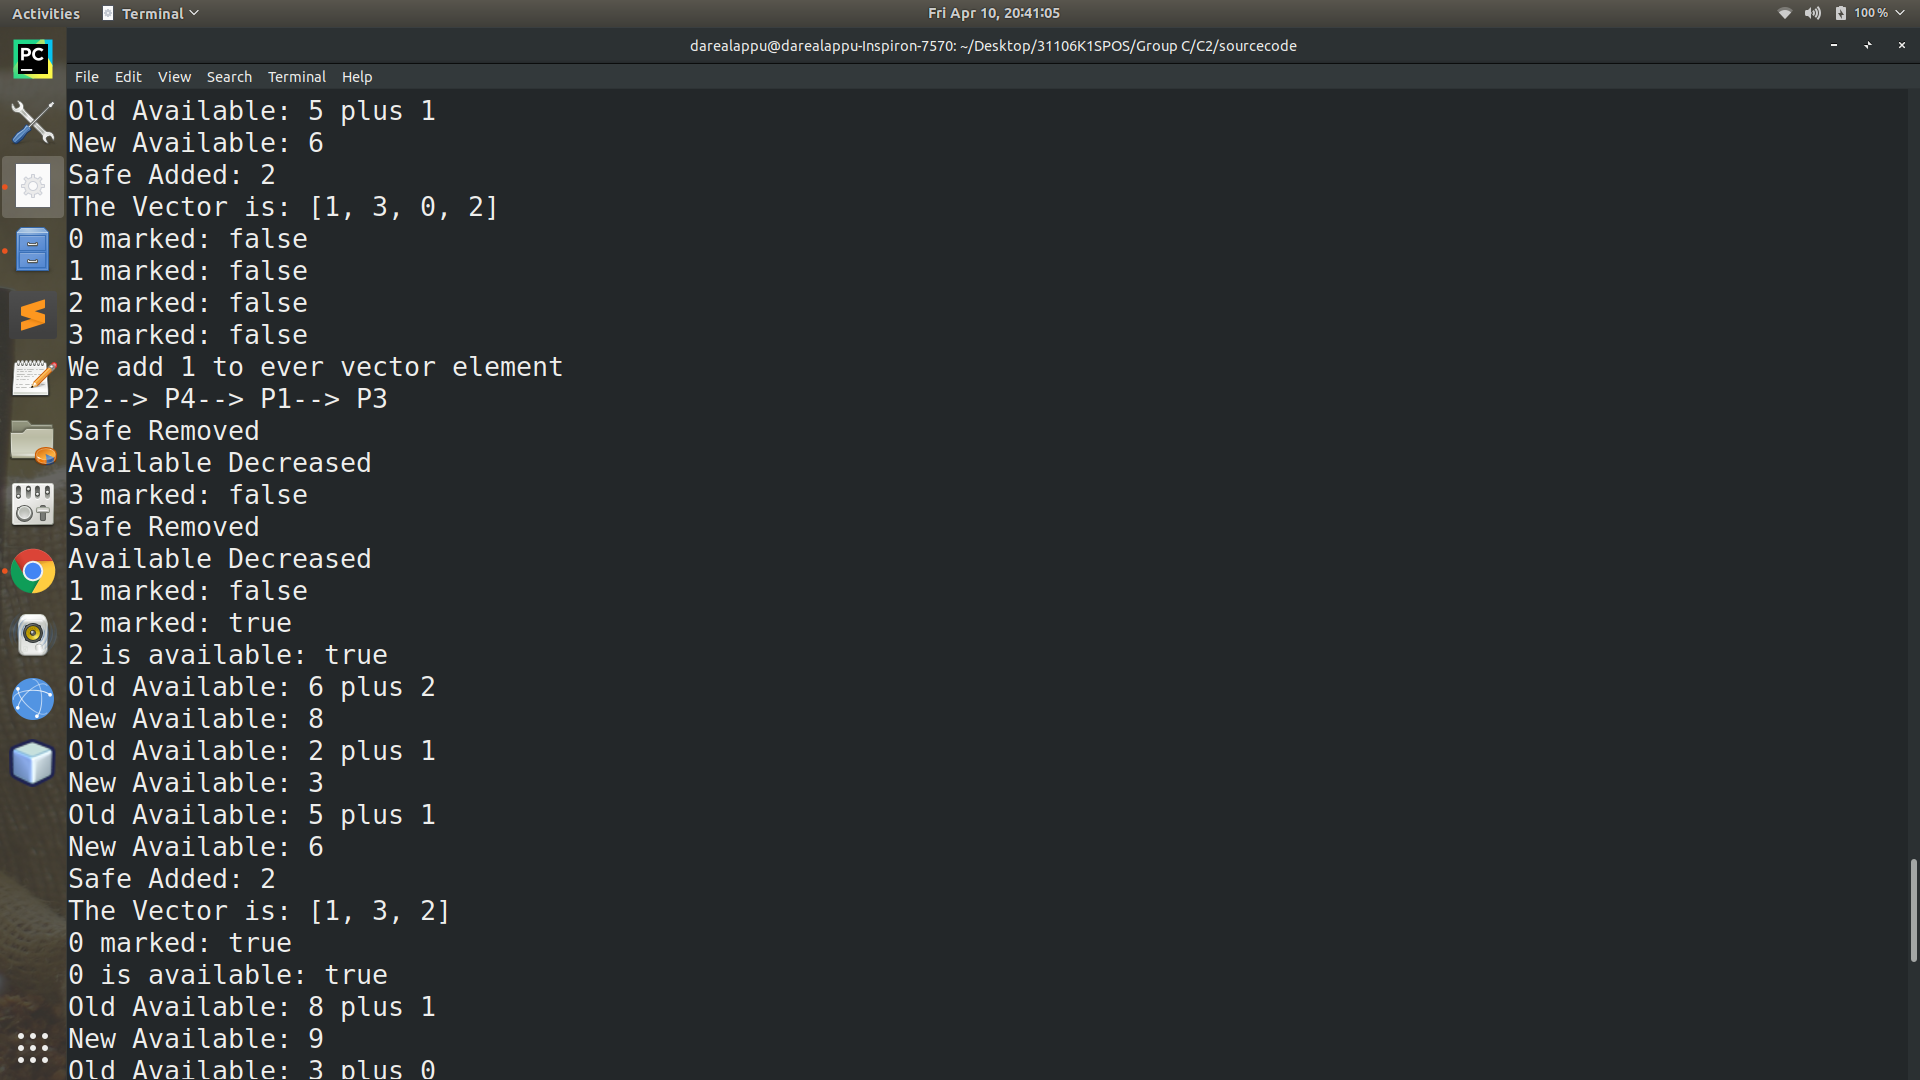 Activities Terminal Fri Apr 10, 20:41:05 100%
darealappu@darealappu-Inspiron-7570: ~/Desktop/31106K1SPOS/Group C/C2/sourcecode
File Edit View Search Terminal Help
PC
Old Available: 5 plus 1
New Available: 6
Safe Added: 2
The Vector is: [1, 3, 0, 2]
0 marked: false
1 marked: false
2 marked: false
3 marked: false
We add 1 to ever vector element
P2--> P4--> P1--> P3
Safe Removed
Available Decreased
3 marked: false
Safe Removed
Available Decreased
1 marked: false
2 marked: true
2 is available: true
Old Available: 6 plus 2
New Available: 8
Old Available: 2 plus 1
New Available: 3
Old Available: 5 plus 1
New Available: 6
Safe Added: 2
The Vector is: [1, 3, 2]
0 marked: true
0 is available: true
Old Available: 8 plus 1
New Available: 9
Old Available: 3 plus 0